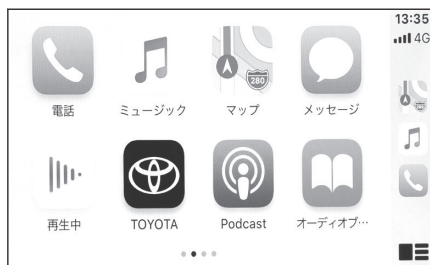 13:35
4G
電話
ミュージック
マップ
メッセージ
280
再生中
TOYOTA
Podcast
オーディオブ…